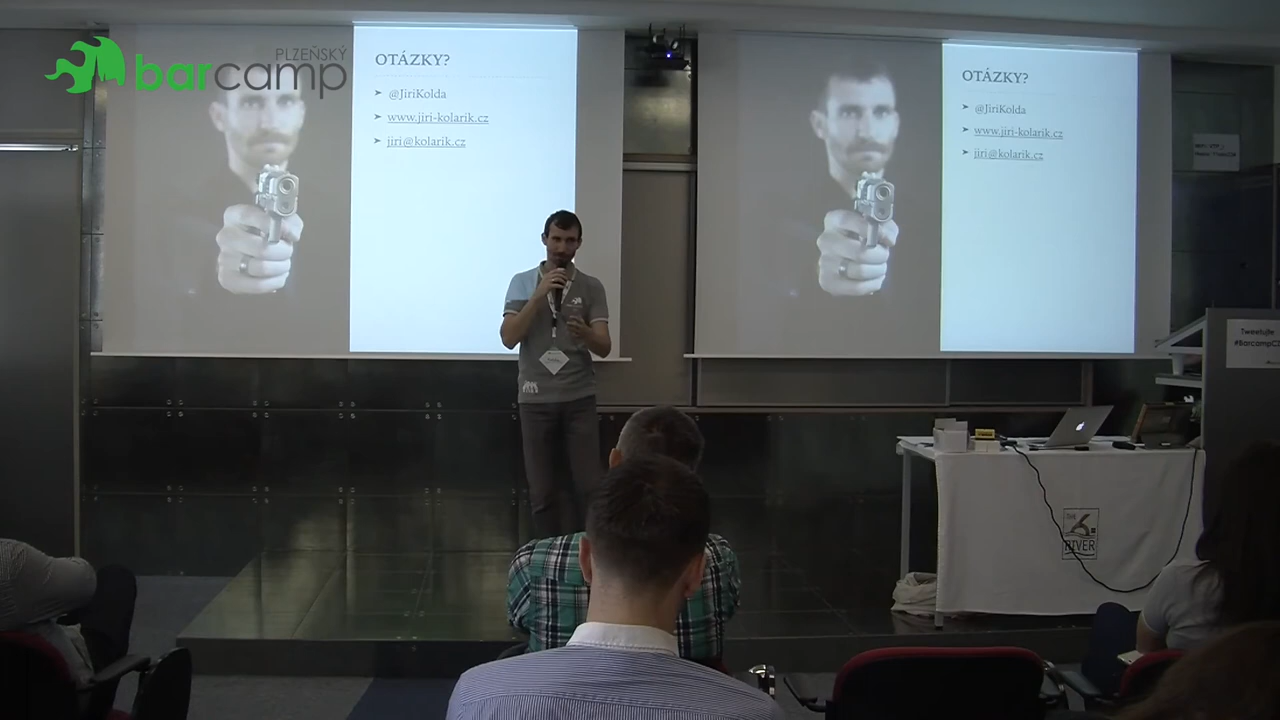 PLZEŇSKÝ
barcamp
OTÁZKY?
@JiriKolda
www.jiri-kolarik.cz
jiri@kolarik.cz
OTÁZKY?
@JiriKolda
www.jiri-kolarik.cz
jiri@kolarik.cz
Tweetujte
#BarcampCZ
THE
RIVER